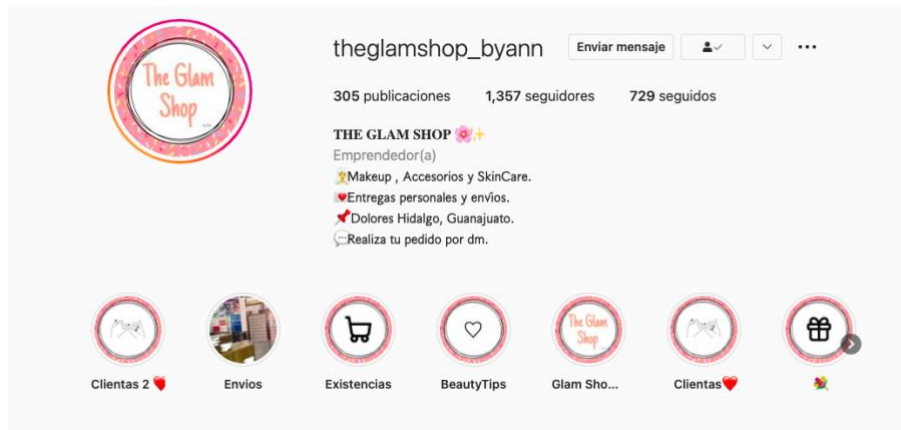 The Glam
Shop
theglamshop_byann Enviar mensaje
305 publicaciones 1,357 seguidores 729 seguidos
THE GLAM SHOP 🌸✨
Emprendedor(a)
Makeup , Accesorios y SkinCare.
💌Entregas personales y envíos.
📌Dolores Hidalgo, Guanajuato.
💬Realiza tu pedido por dm.
The Glam
Shop
Clientas 2 Envios Existencias BeautyTips Glam Sho... Clientas❤️ 💐